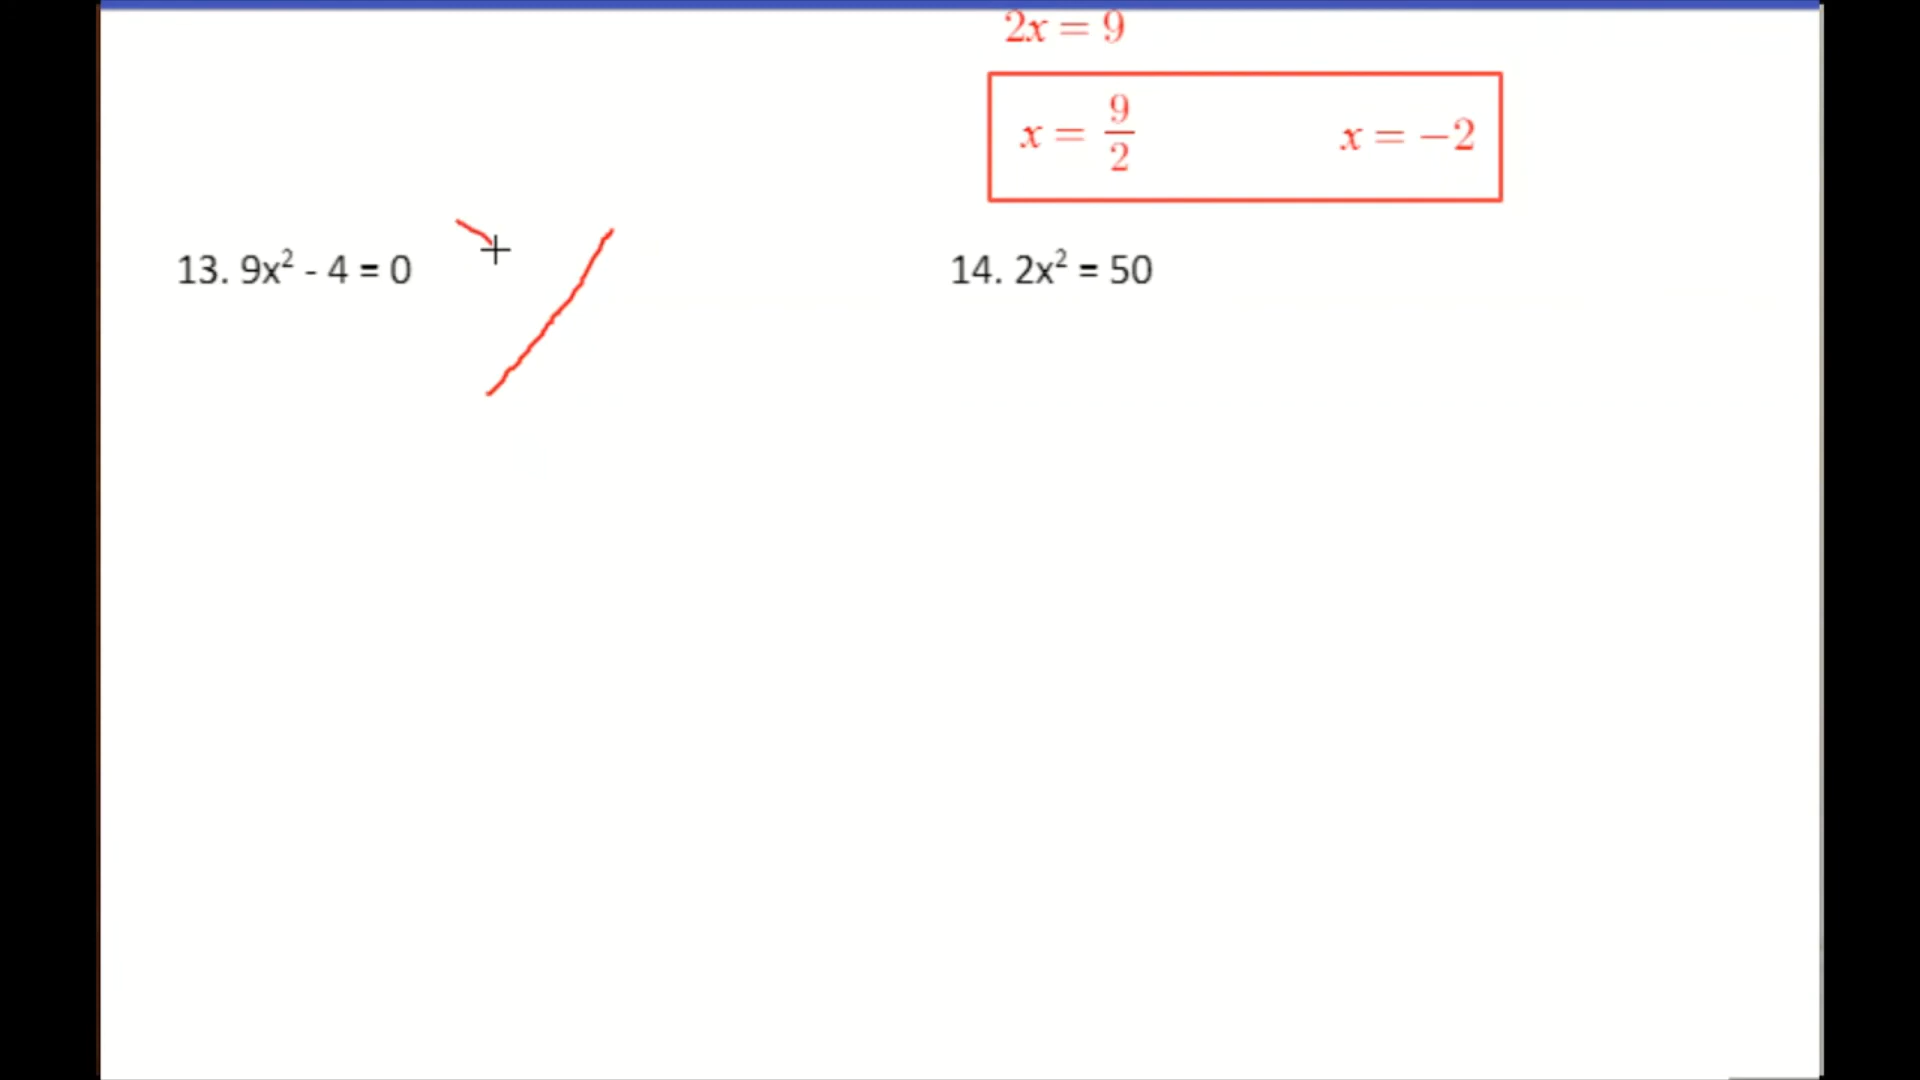 2x = 9
x = 9/2 x = −2
13. 9x² - 4 = 0
14. 2x² = 50